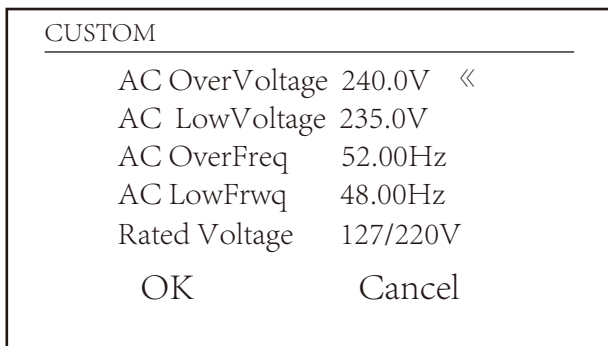 CUSTOM
AC OverVoltage 240.0V 《
AC LowVoltage 235.0V
AC OverFreq 52.00Hz
AC LowFrwq 48.00Hz
Rated Voltage 127/220V
OK Cancel